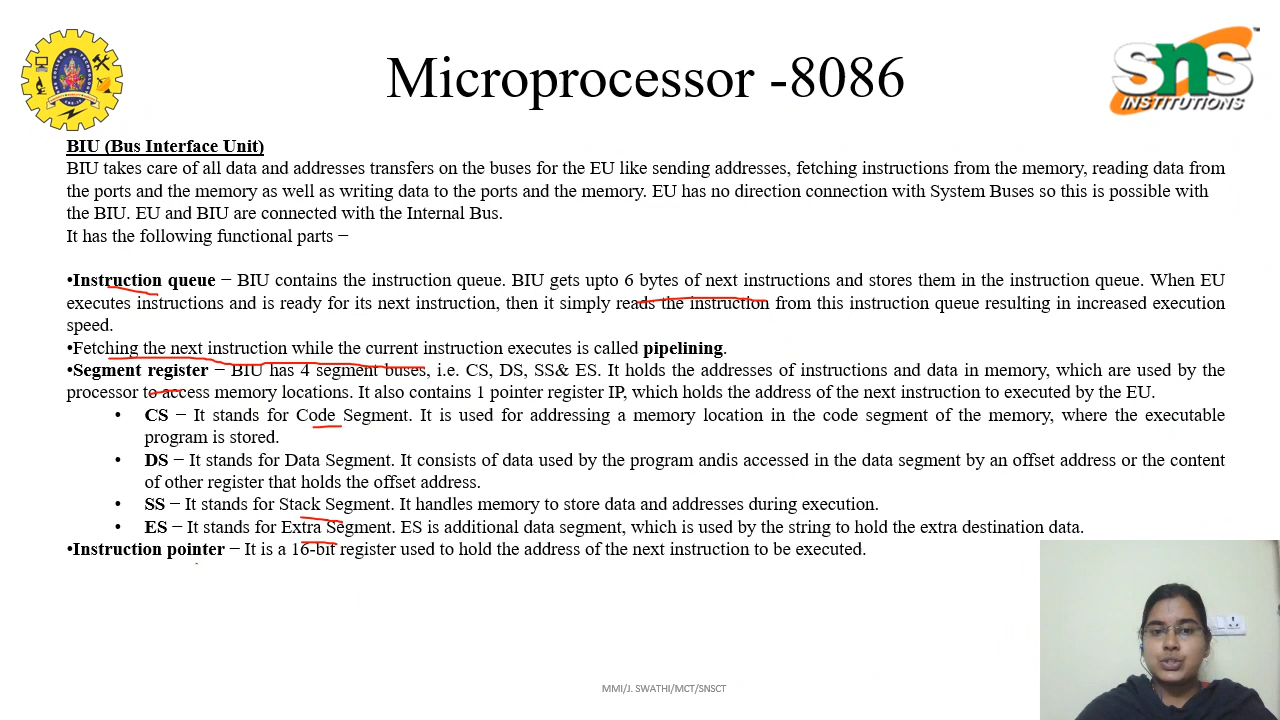 Microprocessor -8086
sns
INSTITUTIONS
BIU (Bus Interface Unit)
BIU takes care of all data and addresses transfers on the buses for the EU like sending addresses, fetching instructions from the memory, reading data from
the ports and the memory as well as writing data to the ports and the memory. EU has no direction connection with System Buses so this is possible with
the BIU. EU and BIU are connected with the Internal Bus.
It has the following functional parts −
•Instruction queue − BIU contains the instruction queue. BIU gets upto 6 bytes of next instructions and stores them in the instruction queue. When EU
executes instructions and is ready for its next instruction, then it simply reads the instruction from this instruction queue resulting in increased execution
speed.
•Fetching the next instruction while the current instruction executes is called pipelining.
•Segment register − BIU has 4 segment buses, i.e. CS, DS, SS& ES. It holds the addresses of instructions and data in memory, which are used by the
processor to access memory locations. It also contains 1 pointer register IP, which holds the address of the next instruction to executed by the EU.
• CS − It stands for Code Segment. It is used for addressing a memory location in the code segment of the memory, where the executable
program is stored.
• DS − It stands for Data Segment. It consists of data used by the program andis accessed in the data segment by an offset address or the content
of other register that holds the offset address.
• SS − It stands for Stack Segment. It handles memory to store data and addresses during execution.
• ES − It stands for Extra Segment. ES is additional data segment, which is used by the string to hold the extra destination data.
•Instruction pointer − It is a 16-bit register used to hold the address of the next instruction to be executed.
MMI/J. SWATHI/MCT/SNSCT